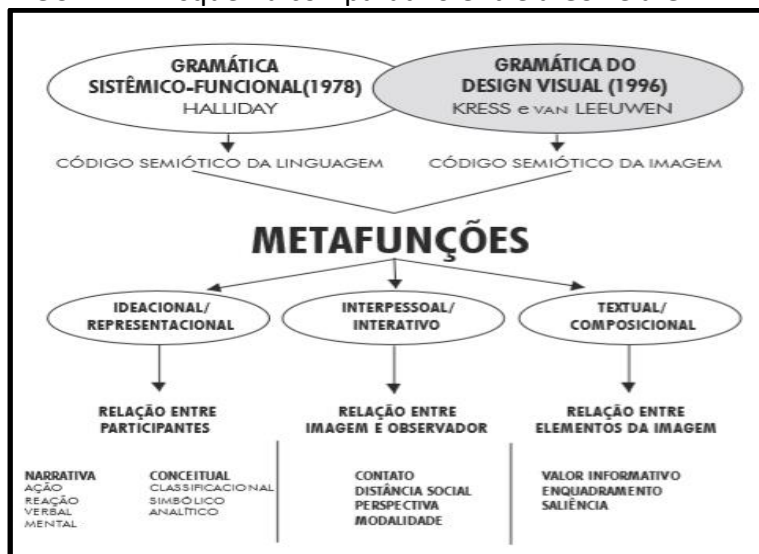 GRAMÁTICA
SISTÊMICO-FUNCIONAL(1978)
HALLIDAY
GRAMÁTICA DO
DESIGN VISUAL (1996)
KRESS e VAN LEEUWEN
CÓDIGO SEMIÓTICO DA LINGUAGEM
CÓDIGO SEMIÓTICO DA IMAGEM
METAFUNÇÕES
IDEACIONAL/
REPRESENTACIONAL
INTERPESSOAL/
INTERATIVO
TEXTUAL/
COMPOSICIONAL
RELAÇÃO ENTRE
PARTICIPANTES
RELAÇÃO ENTRE
IMAGEM E OBSERVADOR
RELAÇÃO ENTRE
ELEMENTOS DA IMAGEM
NARRATIVA
AÇÃO
REAÇÃO
VERBAL
MENTAL
CONCEITUAL
CLASSIFICACIONAL
SIMBÓLICO
ANALÍTICO
CONTATO
DISTÂNCIA SOCIAL
PERSPECTIVA
MODALIDADE
VALOR INFORMATIVO
ENQUADRAMENTO
SALIÊNCIA